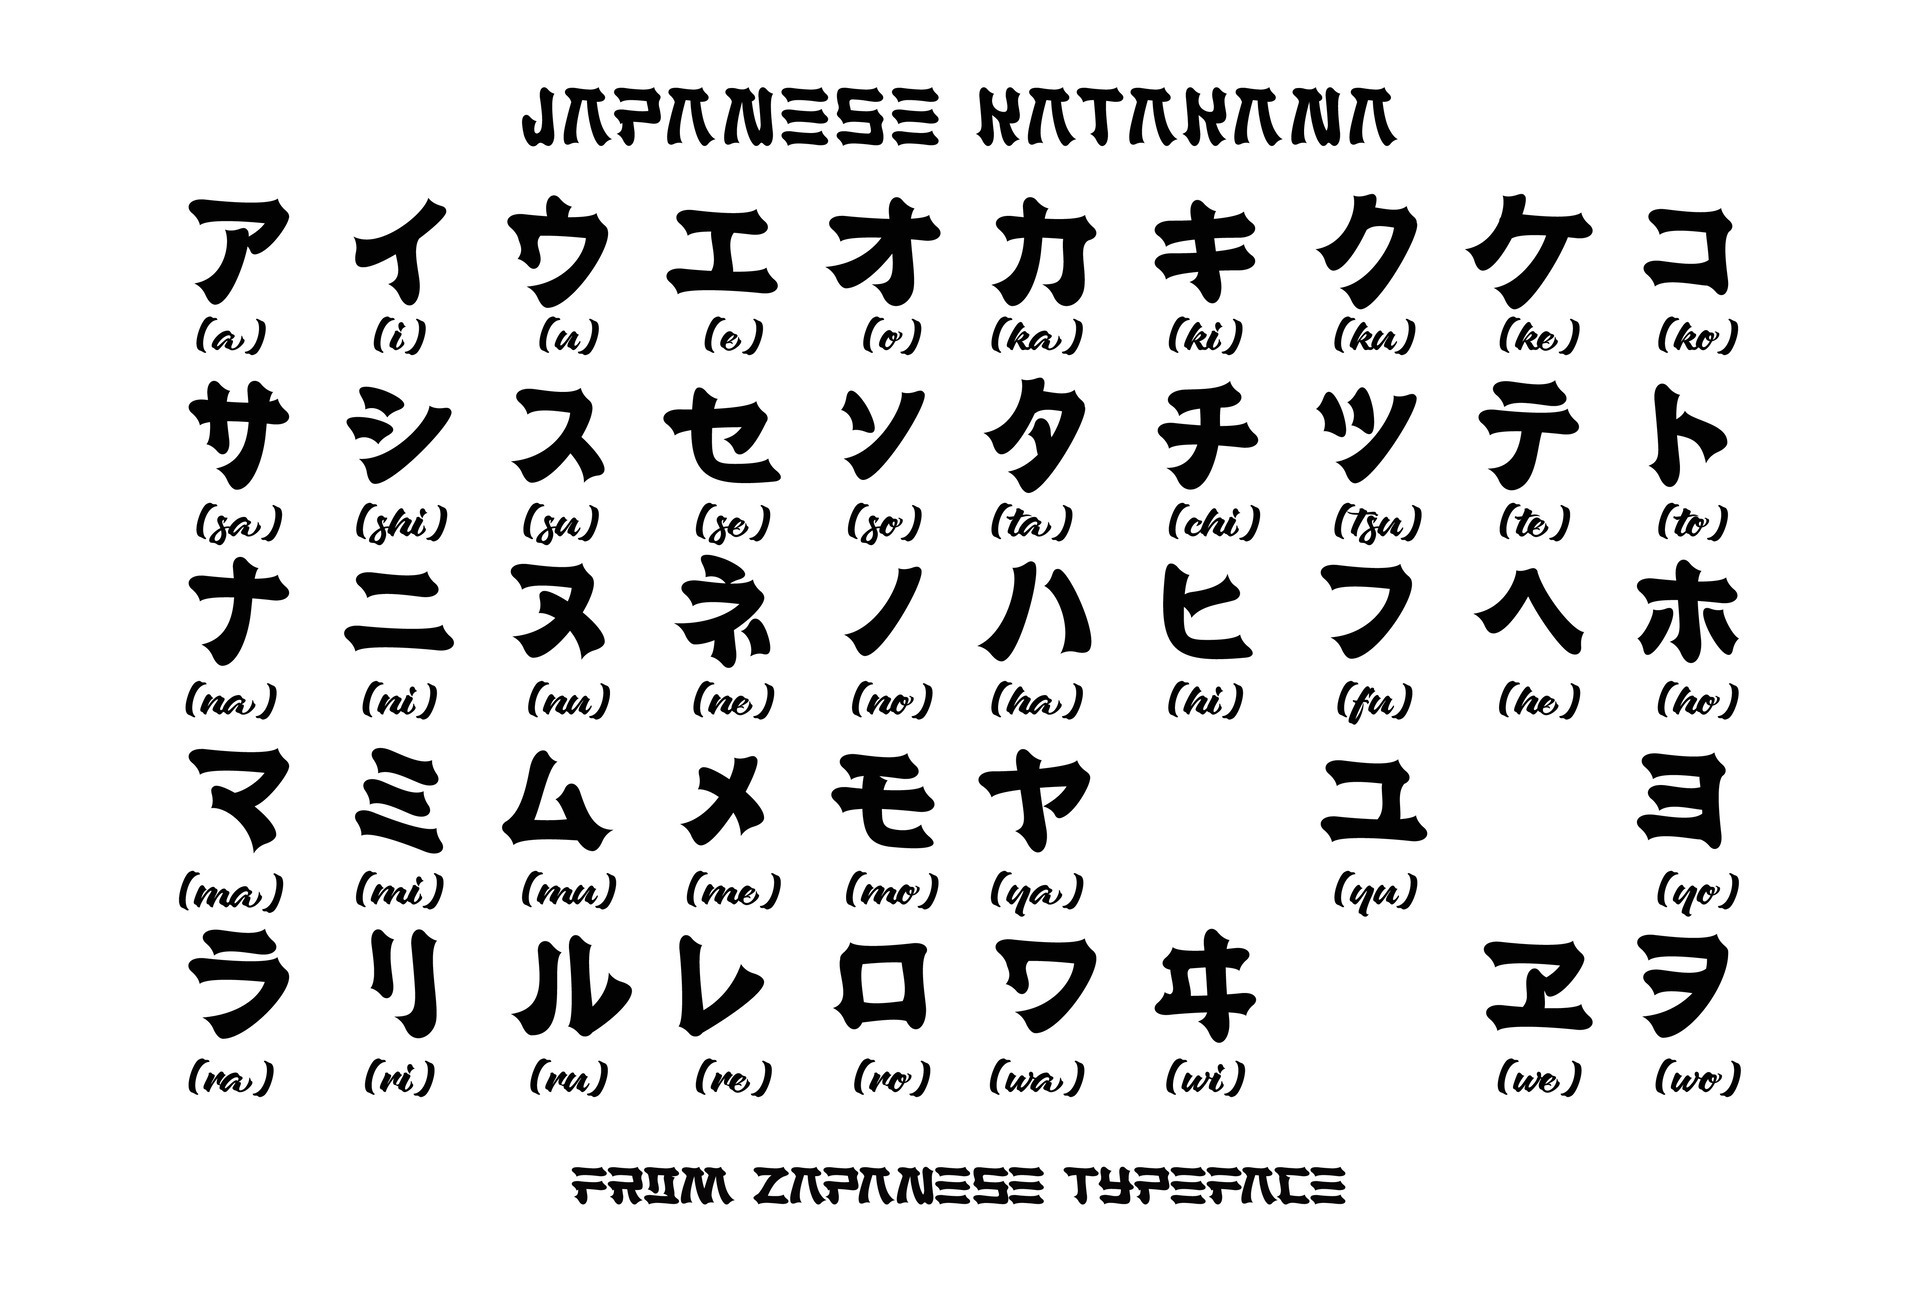 JAPANESE KATAKANA
ア イ ウ エ オ カ キ ク ケ コ
(a) (i) (u) (e) (o) (ka) (ki) (ku) (ke) (ko)
サ シ ス セ ソ タ チ ツ テ ト
(sa) (shi) (su) (se) (so) (ta) (chi) (tsu) (te) (to)
ナ ニ ヌ ネ ノ ハ ヒ フ ヘ ホ
(na) (ni) (nu) (ne) (no) (ha) (hi) (fu) (he) (ho)
マ ミ ム メ モ ヤ ユ ヨ
(ma) (mi) (mu) (me) (mo) (ya) (yu) (yo)
ラ リ ル レ ロ ワ ヰ ヱ ヲ
(ra) (ri) (ru) (re) (ro) (wa) (wi) (we) (wo)
FROM ZAPANESE TYPEFACE